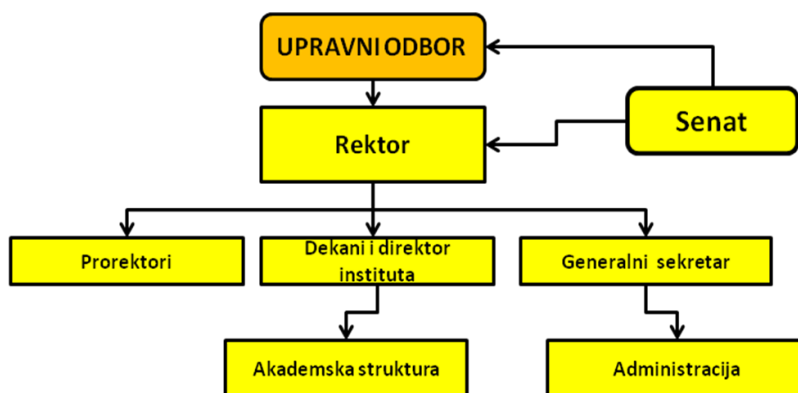 UPRAVNI ODBOR
Senat
Rektor
Prorektori
Dekani i direktor
instituta
Generalni sekretar
Akademska struktura
Administracija